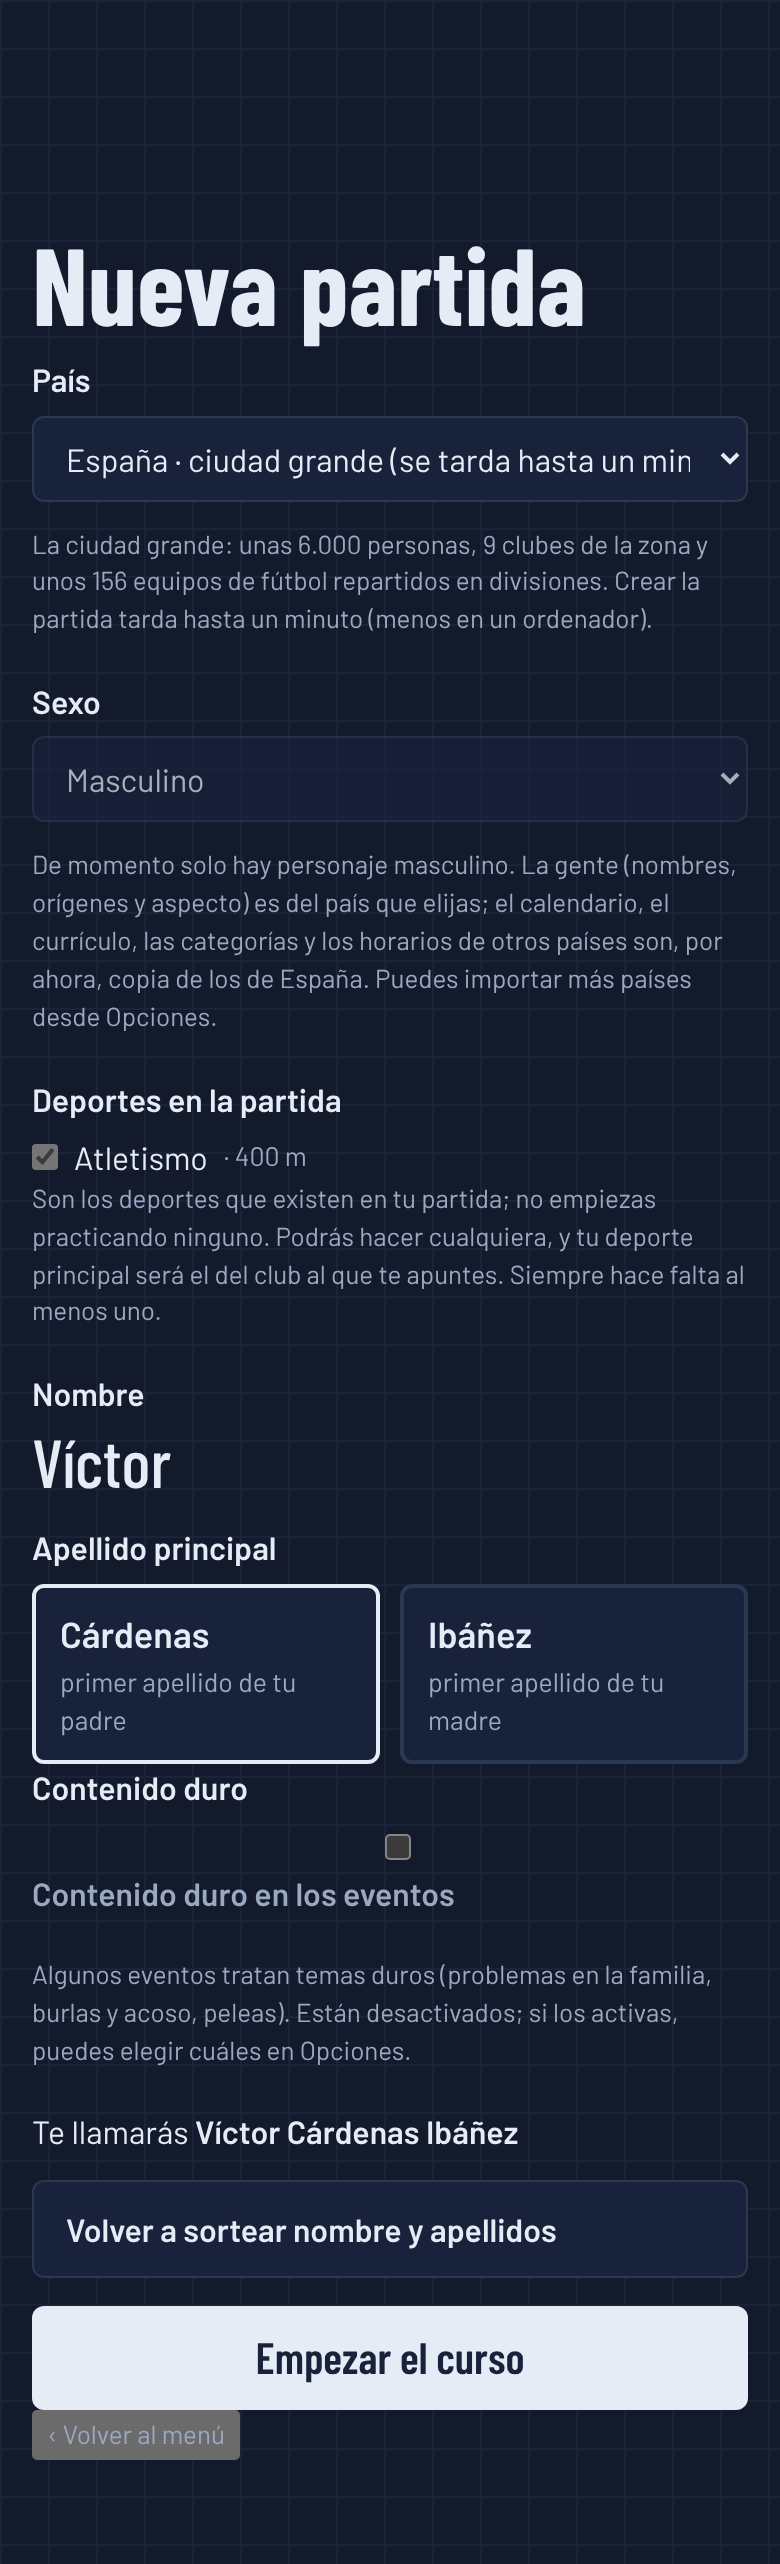 Nueva partida
País
España · ciudad grande (se tarda hasta un min
La ciudad grande: unas 6.000 personas, 9 clubes de la zona y
unos 156 equipos de fútbol repartidos en divisiones. Crear la
partida tarda hasta un minuto (menos en un ordenador).
Sexo
Masculino
De momento solo hay personaje masculino. La gente (nombres,
orígenes y aspecto) es del país que elijas; el calendario, el
currículo, las categorías y los horarios de otros países son, por
ahora, copia de los de España. Puedes importar más países
desde Opciones.
Deportes en la partida
Atletismo · 400 m
Son los deportes que existen en tu partida; no empiezas
practicando ninguno. Podrás hacer cualquiera, y tu deporte
principal será el del club al que te apuntes. Siempre hace falta al
menos uno.
Nombre
Víctor
Apellido principal
Cárdenas
primer apellido de tu
padre
Ibáñez
primer apellido de tu
madre
Contenido duro
Contenido duro en los eventos
Algunos eventos tratan temas duros (problemas en la familia,
burlas y acoso, peleas). Están desactivados; si los activas,
puedes elegir cuáles en Opciones.
Te llamarás Víctor Cárdenas Ibáñez
Volver a sortear nombre y apellidos
Empezar el curso
‹ Volver al menú